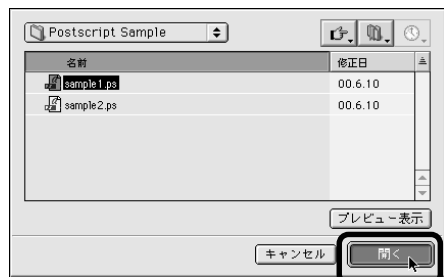 Postscript Sample
名前 修正日
sample1.ps 00.6.10
sample2.ps 00.6.10
プレビュー表示
キャンセル 開く